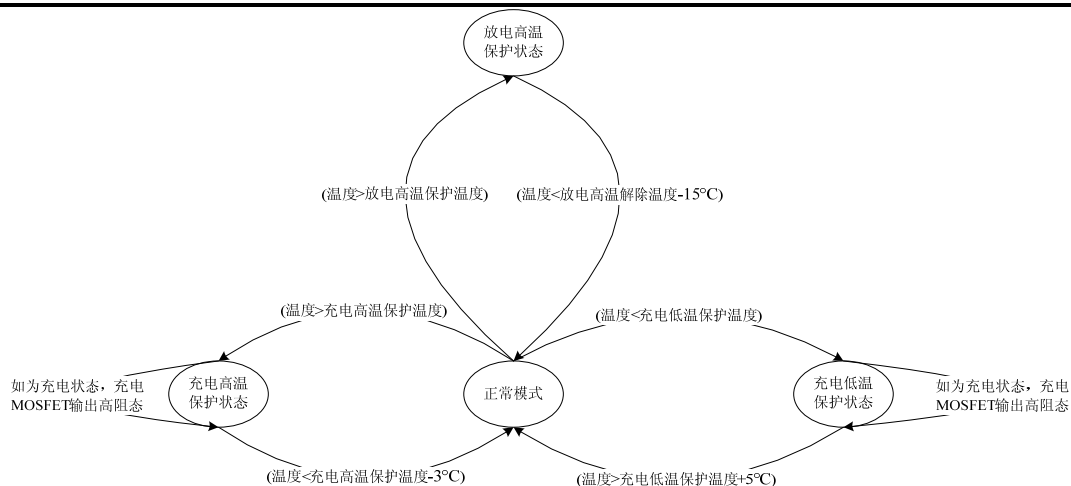 放电高温
保护状态
(温度>放电高温保护温度)
(温度<放电高温解除温度-15℃)
(温度>充电高温保护温度)
(温度<充电低温保护温度)
如为充电状态，充电
MOSFET输出高阻态
充电高温
保护状态
正常模式
充电低温
保护状态
如为充电状态，充电
MOSFET输出高阻态
(温度<充电高温保护温度-3℃)
(温度>充电低温保护温度+5℃)